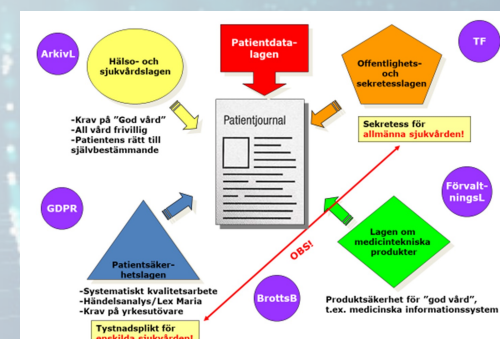 ArkivL
Hälso- och
sjukvårdslagen
Patientdata-
lagen
Offentlighets-
och
sekretesslagen
TF
-Krav på "God vård"
-All vård frivillig
-Patientens rätt till
självbestämmande
Patientjournal
Sekretess för
allmänna sjukvården!
GDPR
Förvalt-
ningsL
Patientsäker-
hetslagen
OBS!
Lagen om
medicintekniska
produkter
-Systematiskt kvalitetsarbete
-Händelsanalys/Lex Maria
-Krav på yrkesutövare
BrottsB
Produktsäkerhet för "god vård",
t.ex. medicinska informationssystem
Tystnadsplikt för
enskilda sjukvården!